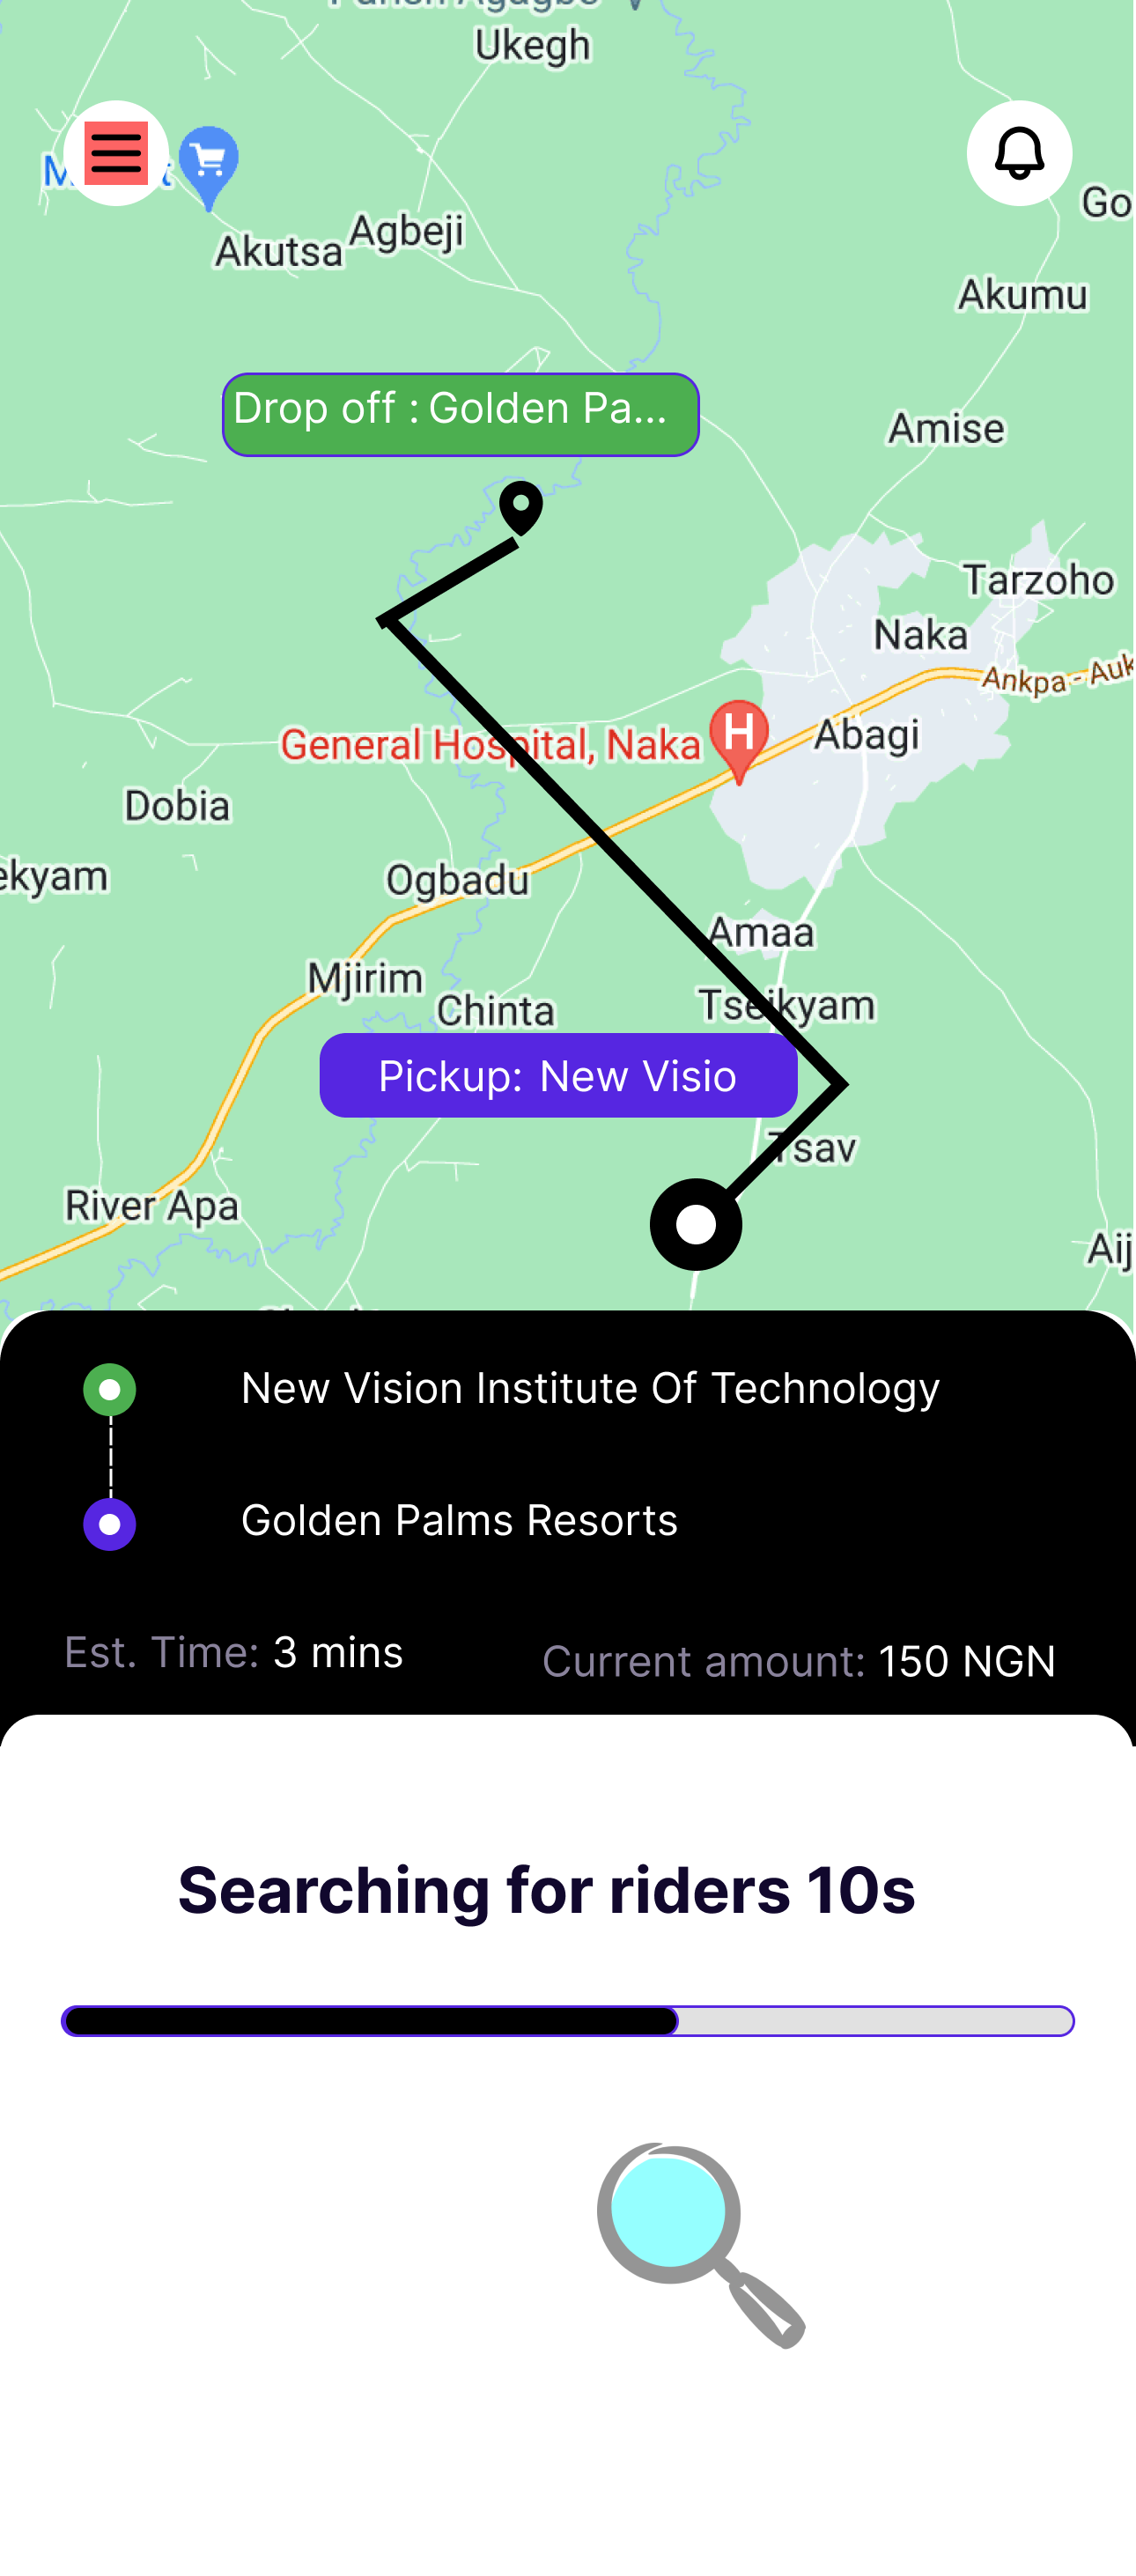 Ukegh
Agbeji
Akutsa
Go
Akumu
Drop off : Golden Pa...
Amise
Tarzoho
Naka
Ankpa - Auk
Abagi
General Hospital, Naka
H
Dobia
ekyam
Ogbadu
Amaa
Mjirim
Chinta
Tseikyam
Pickup: New Visio
Tsav
River Apa
Aij
New Vision Institute Of Technology
Golden Palms Resorts
Est. Time: 3 mins
Current amount: 150 NGN
Searching for riders 10s